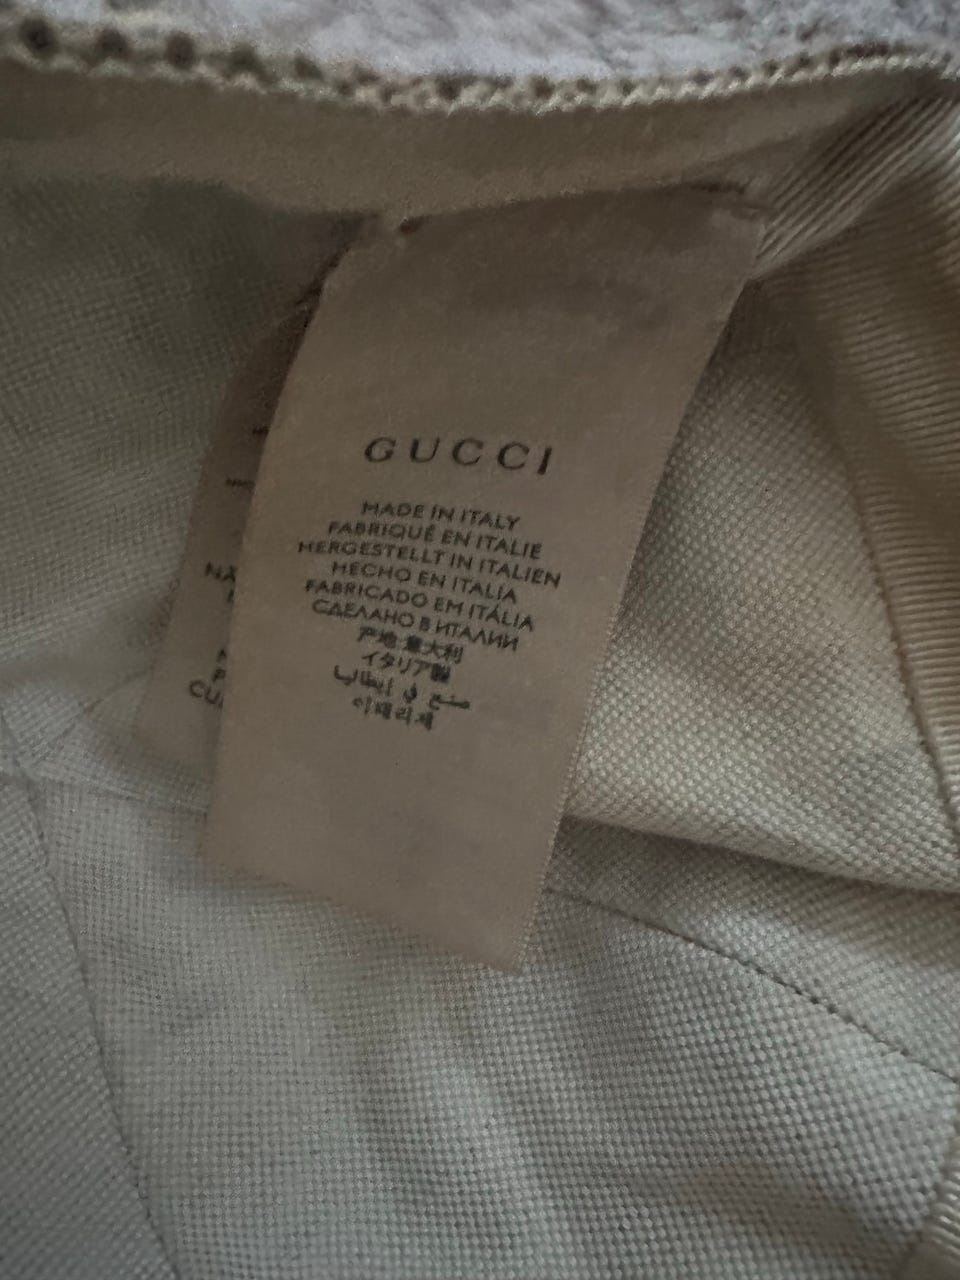 GUCCI
MADE IN ITALY
FABRIQUÉ EN ITALIE
HERGESTELLT IN ITALIEN
HECHO EN ITALIA
FABRICADO EM ITÁLIA
СДЕЛАНО В ИТАЛИИ
产地:意大利
イタリア製
صنع في إيطاليا
이태리제